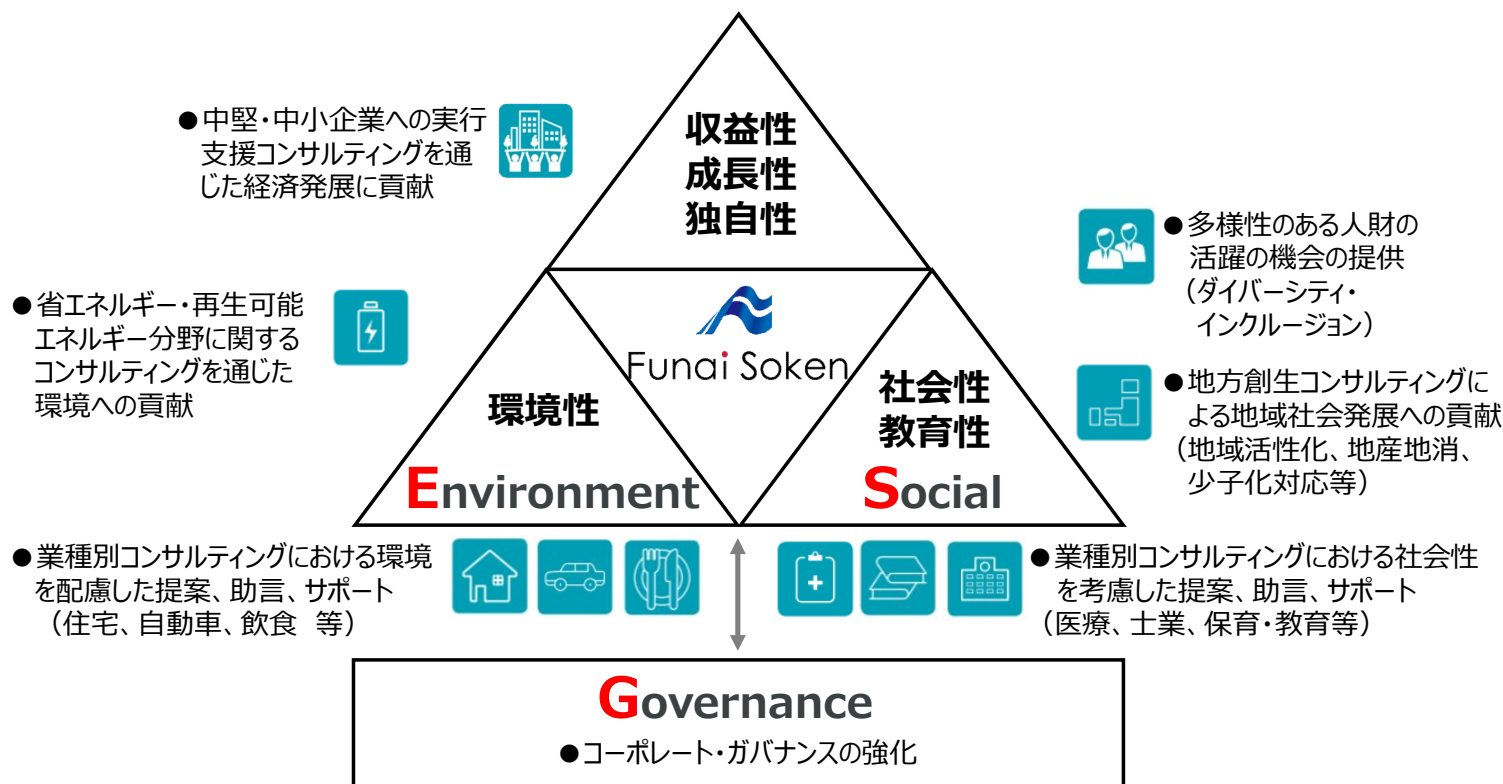 収益性
成長性
独自性
●中堅・中小企業への実行
支援コンサルティングを通
じた経済発展に貢献
●多様性のある人財の
活躍の機会の提供
（ダイバーシティ・
インクルージョン）
●省エネルギー・再生可能
エネルギー分野に関する
コンサルティングを通じた
環境への貢献
Funai Soken
●地方創生コンサルティングに
よる地域社会発展への貢献
（地域活性化、地産地消、
少子化対応等）
環境性
Environment
社会性
教育性
Social
●業種別コンサルティングにおける環境
を配慮した提案、助言、サポート
（住宅、自動車、飲食　等）
●業種別コンサルティングにおける社会性
を考慮した提案、助言、サポート
（医療、士業、保育・教育等）
Governance
●コーポレート・ガバナンスの強化